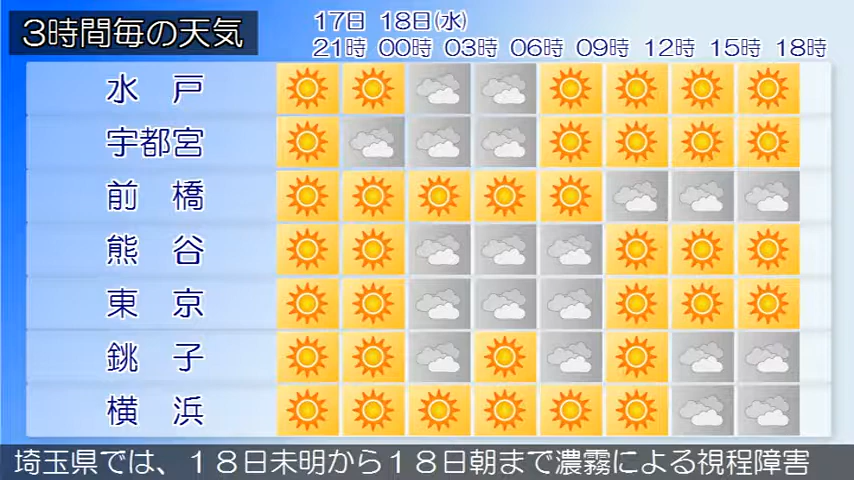 3時間毎の天気
17日 18日(水)
21時 00時 03時 06時 09時 12時 15時 18時
水戸
宇都宮
前橋
熊谷
東京
銚子
横浜
埼玉県では、１８日未明から１８日朝まで濃霧による視程障害